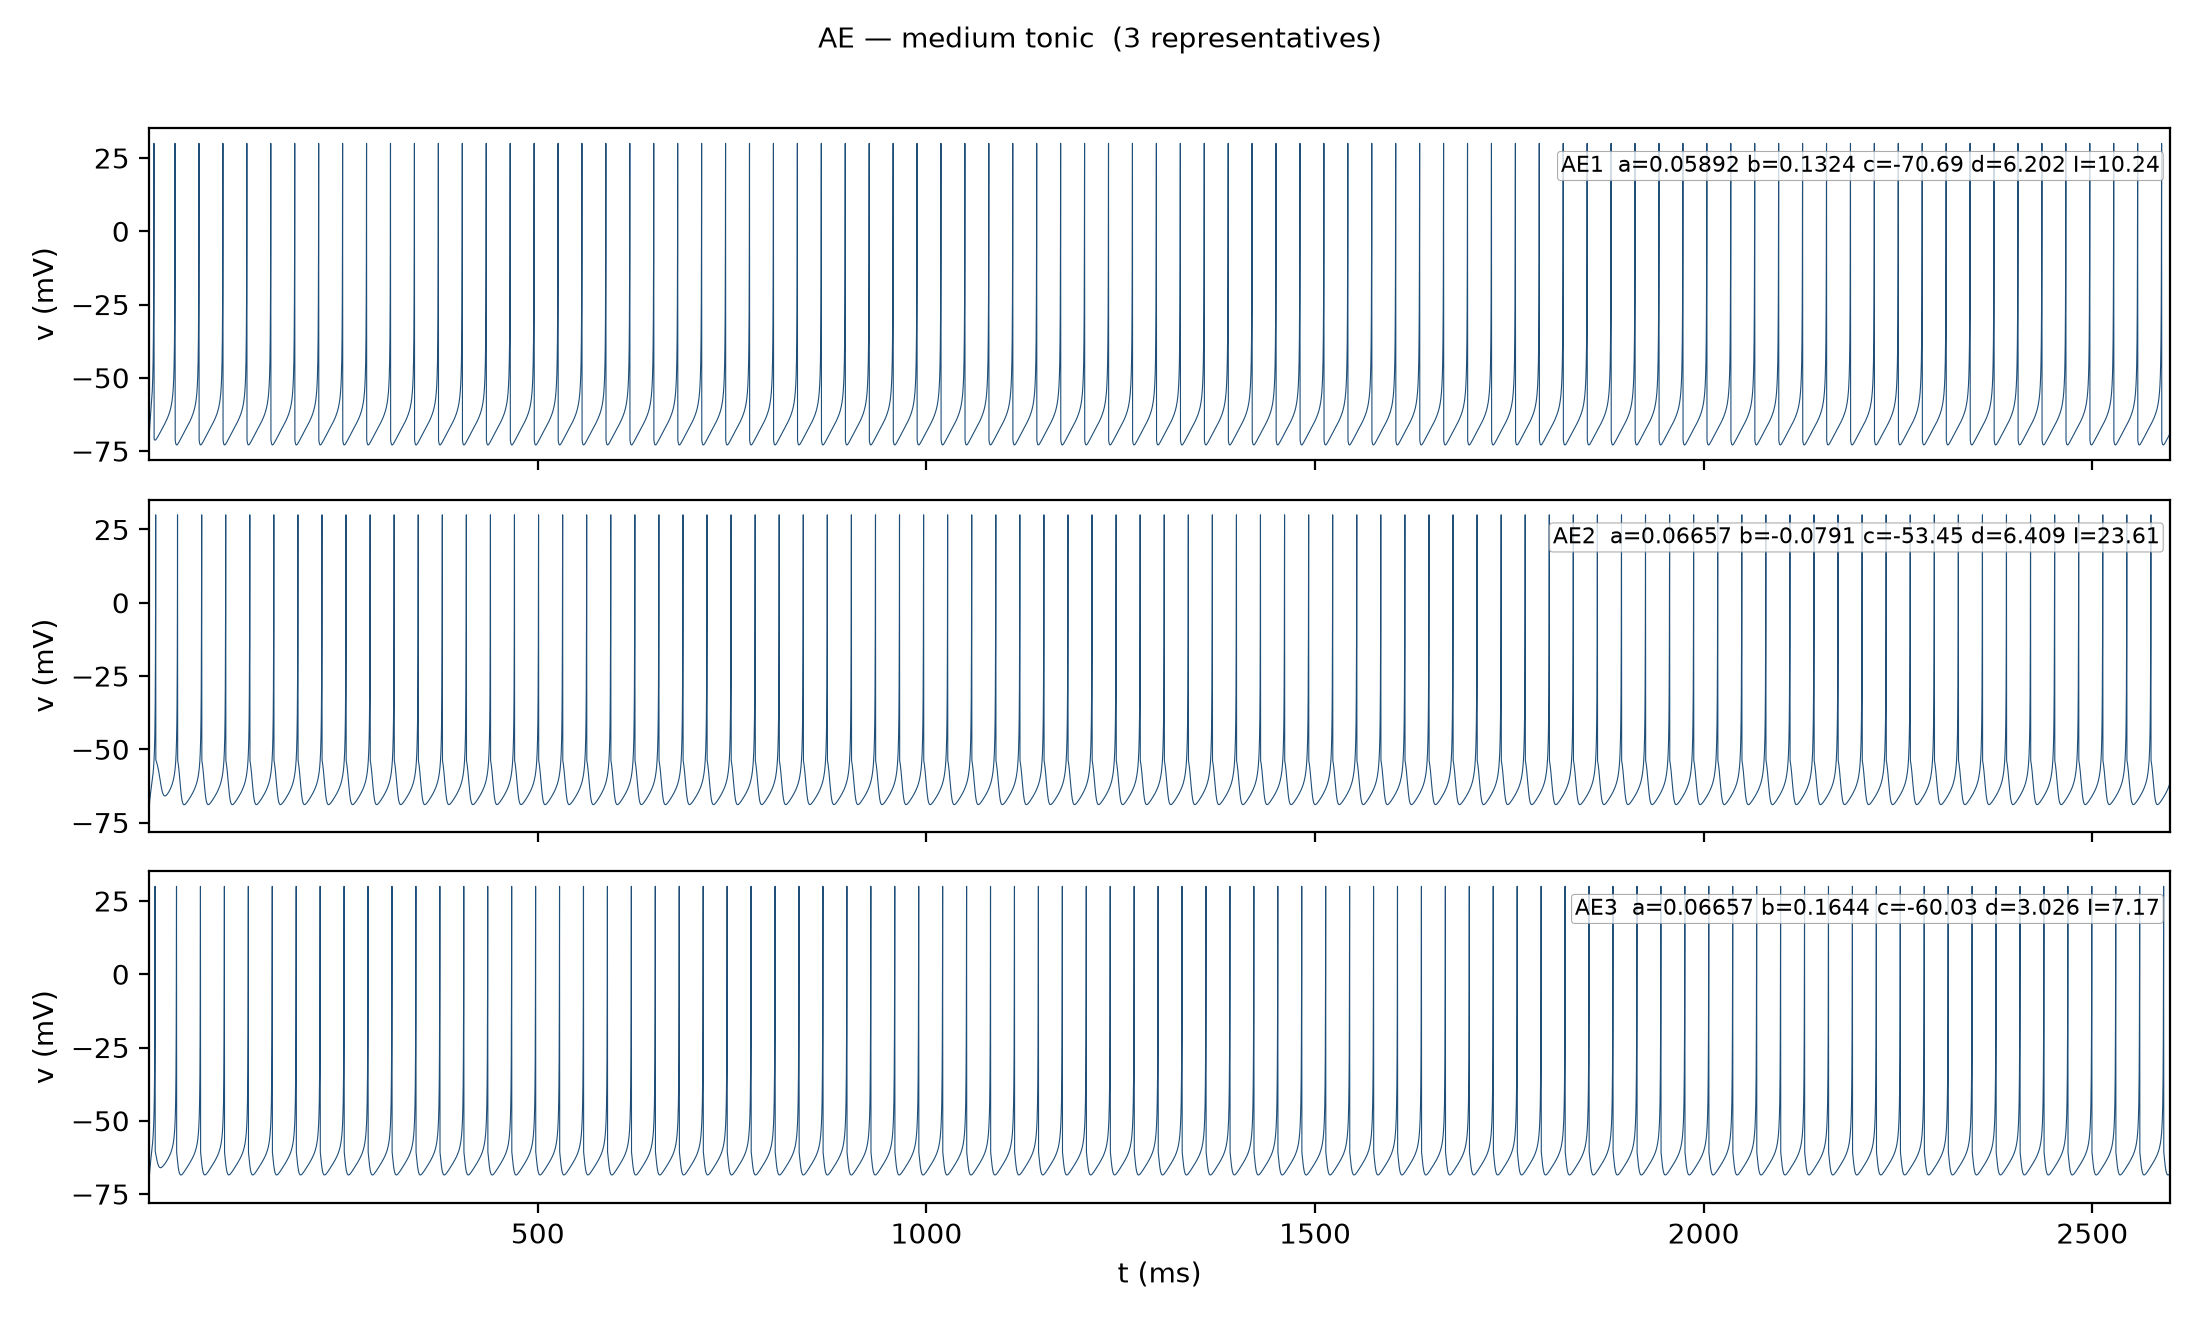 AE — medium tonic  (3 representatives)
25
0
−25
−50
−75
v (mV)
AE1  a=0.05892 b=0.1324 c=-70.69 d=6.202 I=10.24
25
0
−25
−50
−75
v (mV)
AE2  a=0.06657 b=-0.0791 c=-53.45 d=6.409 I=23.61
25
0
−25
−50
−75
v (mV)
AE3  a=0.06657 b=0.1644 c=-60.03 d=3.026 I=7.17
500 1000 1500 2000 2500
t (ms)